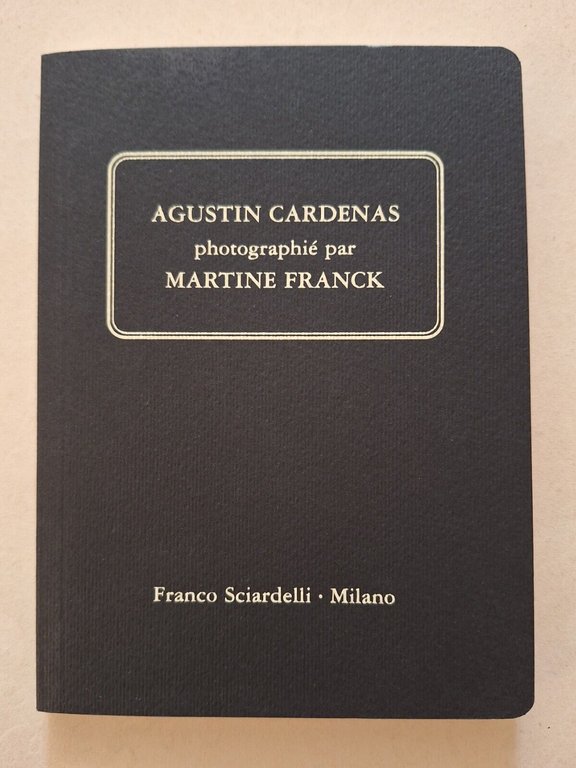 AGUSTIN CARDENAS
photographié par
MARTINE FRANCK
Franco Sciardelli · Milano